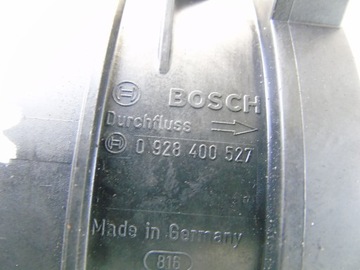 BOSCH
Durchfluss
0 928 400 527
Made in Germany
816